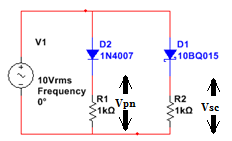 V1
D2
1N4007
D1
10BQ015
10Vrms
Frequency
0°
R1
1kΩ
Vpn
R2
1kΩ
Vsc